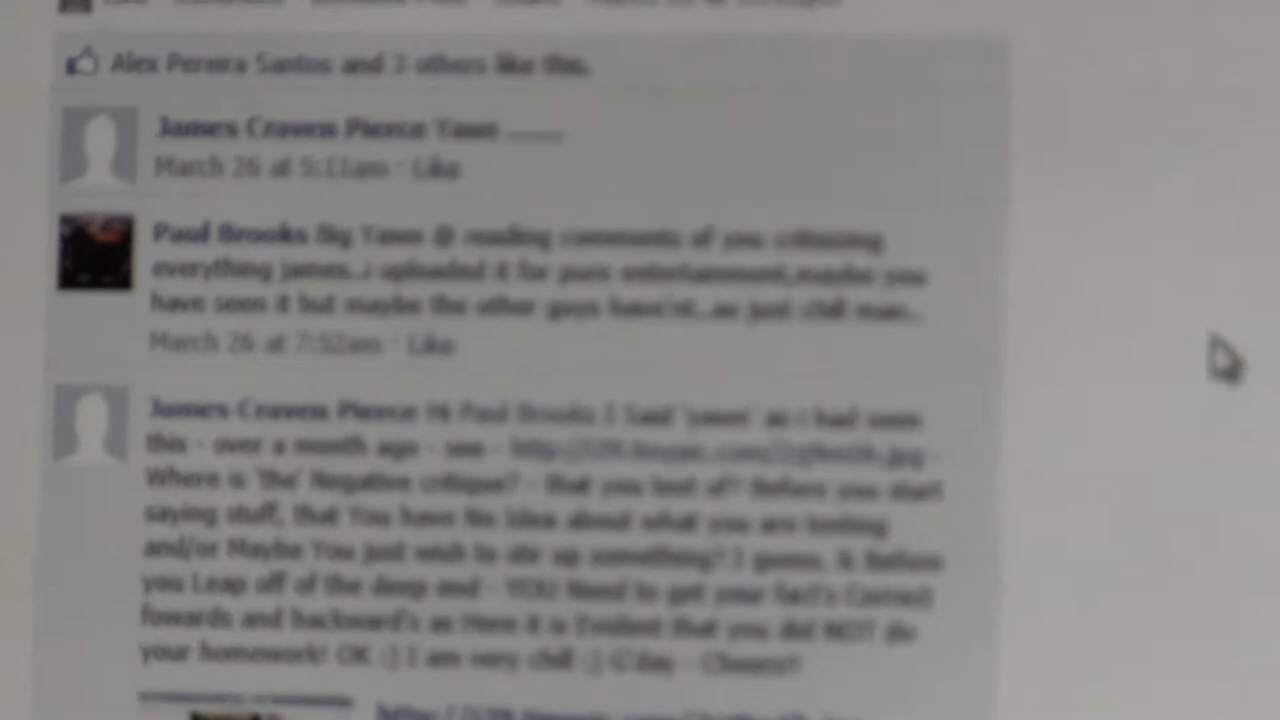 Alex Pereira Santos and 3 others like this.
James Craven Pierce Yawn ........
March 26 at 5:11am · Like
Paul Brooks Big Yawn @ reading comments of you critisizing
everything james..i uploaded it for pure entertainment,maybe you
have seen it but maybe the other guys have'nt..so just chill man..
March 26 at 7:52am · Like
James Craven Pierce Hi Paul Brooks I Said 'yawn' as i had seen
this - over a month ago - see -
Where is 'the' Negative critique? - that you of? Before you start
saying stuff, that You have No Idea about what you are
and/or Maybe You just wish to stir up something? I guess. & Before
you Leap off of the deep end - YOU Need to get your fact's Correct
fowards and backward's as Here it is Evident that you did NOT do
your homework! OK :) I am very chill :) G'day - Cheers!!